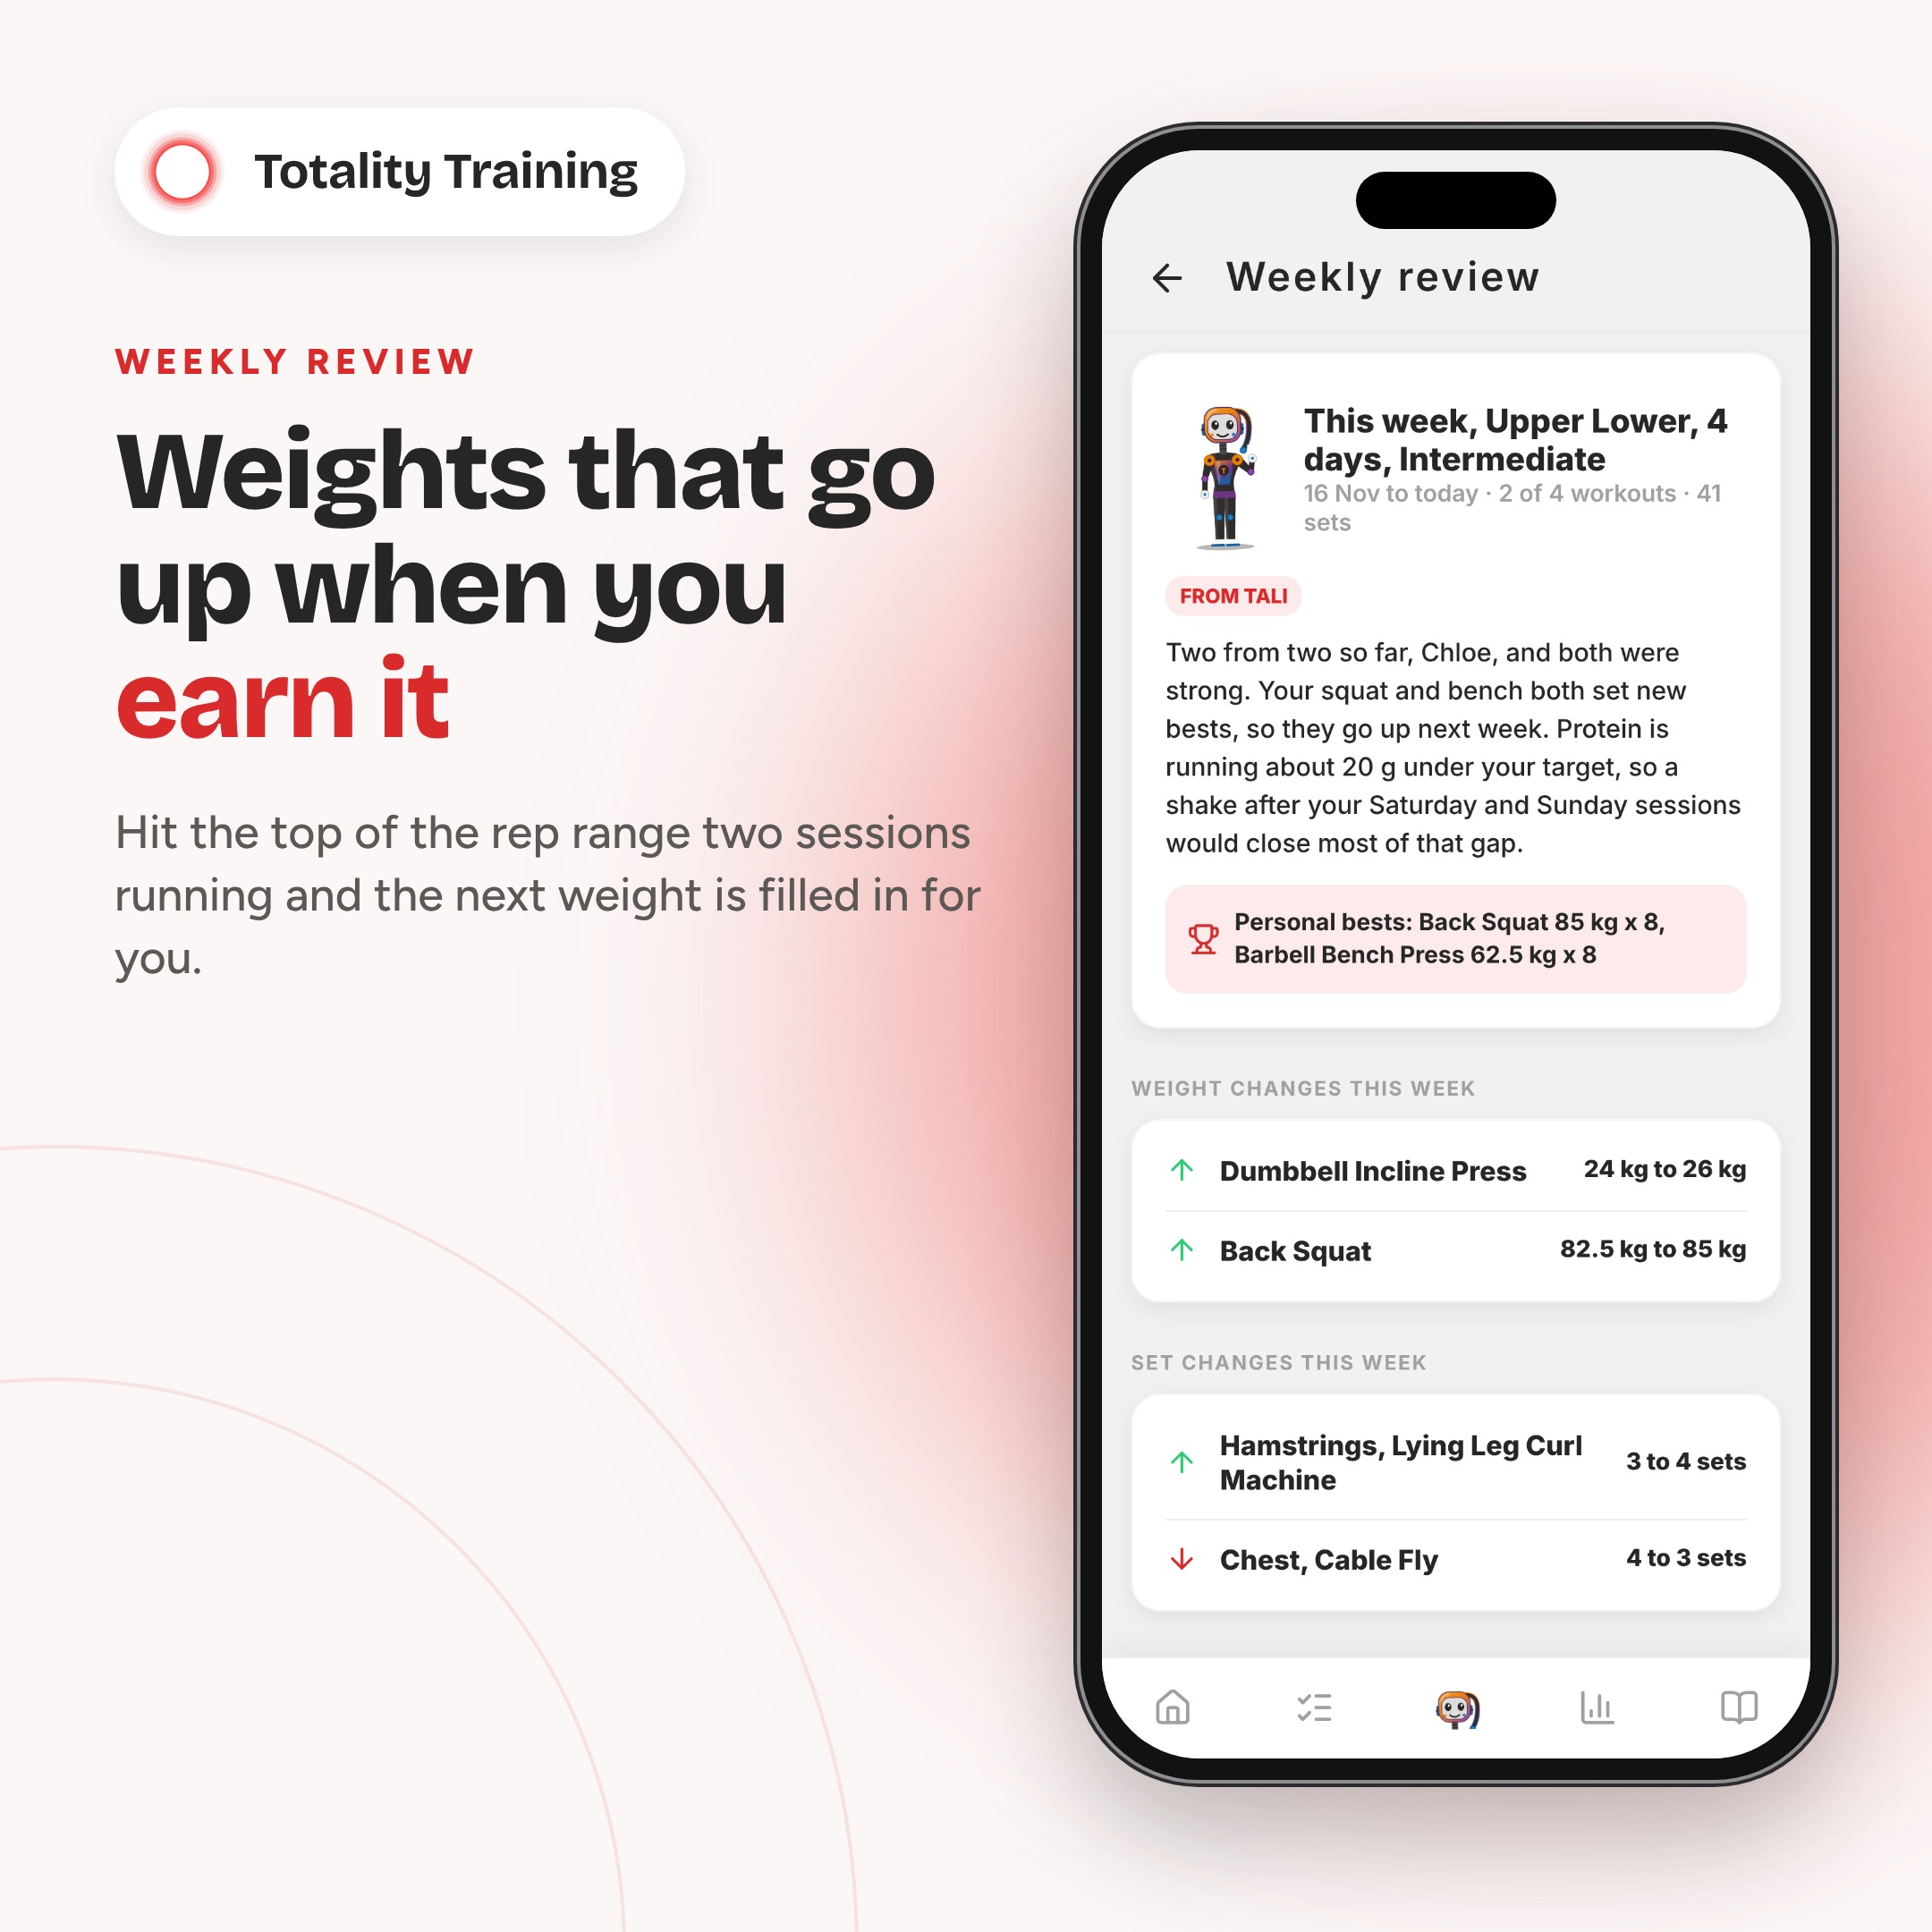 Totality Training
WEEKLY REVIEW
Weights that go
up when you
earn it
Hit the top of the rep range two sessions
running and the next weight is filled in for
you.
Weekly review
This week, Upper Lower, 4
days, Intermediate
16 Nov to today · 2 of 4 workouts · 41
sets
FROM TALI
Two from two so far, Chloe, and both were
strong. Your squat and bench both set new
bests, so they go up next week. Protein is
running about 20 g under your target, so a
shake after your Saturday and Sunday sessions
would close most of that gap.
Personal bests: Back Squat 85 kg x 8,
Barbell Bench Press 62.5 kg x 8
WEIGHT CHANGES THIS WEEK
Dumbbell Incline Press 24 kg to 26 kg
Back Squat 82.5 kg to 85 kg
SET CHANGES THIS WEEK
Hamstrings, Lying Leg Curl
Machine
3 to 4 sets
Chest, Cable Fly 4 to 3 sets